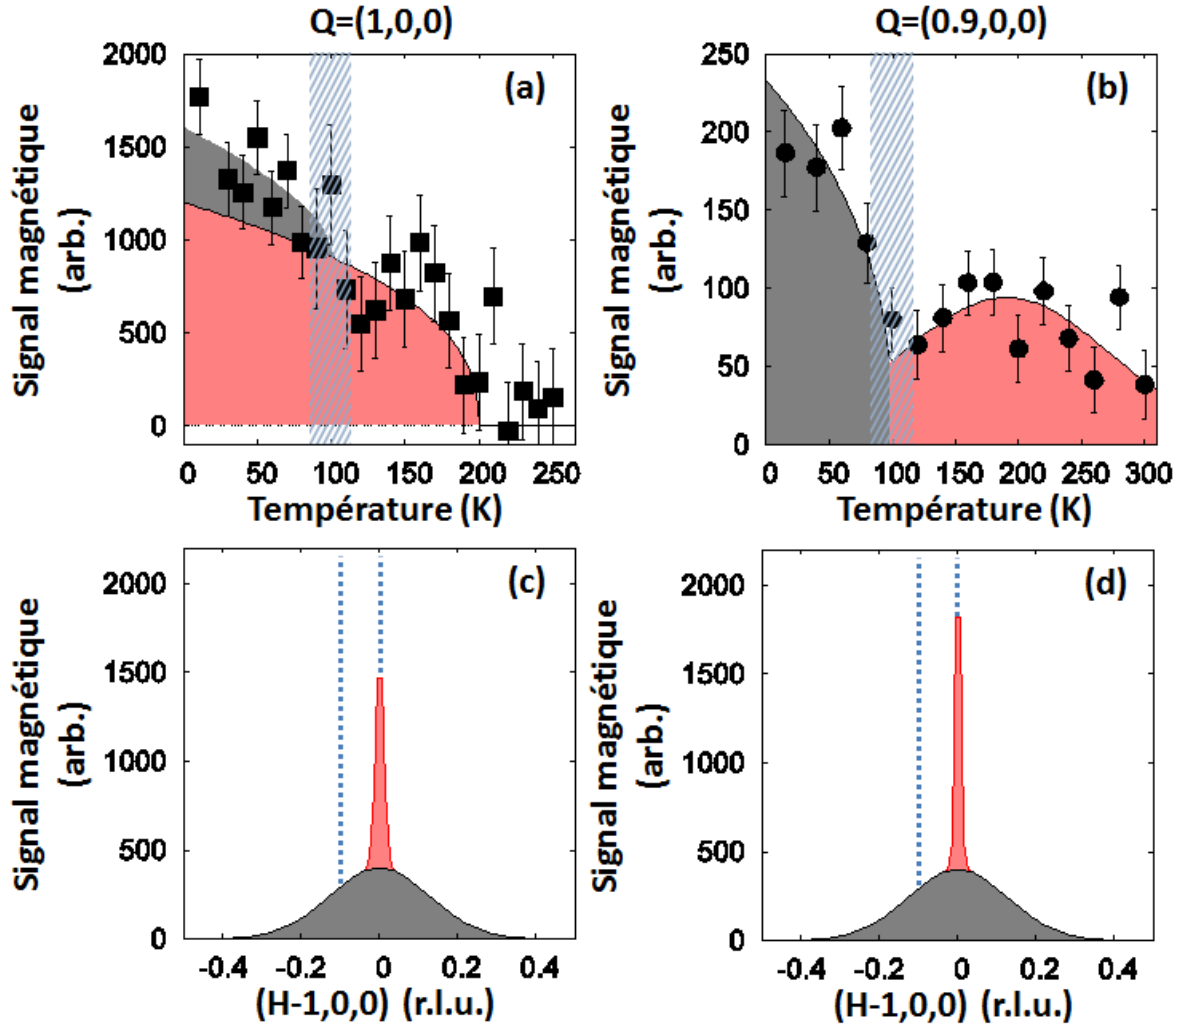 Q=(1,0,0)
Q=(0.9,0,0)
Signal magnétique
(arb.)
2000
1500
1000
500
0
(a)
0 50 100 150 200 250
Température (K)
Signal magnétique
(arb.)
250
200
150
100
50
0
(b)
0 50 100 150 200 250 300
Température (K)
Signal magnétique
(arb.)
2000
1500
1000
500
0
(c)
-0.4 -0.2 0 0.2 0.4
(H-1,0,0) (r.l.u.)
Signal magnétique
(arb.)
2000
1500
1000
500
0
(d)
-0.4 -0.2 0 0.2 0.4
(H-1,0,0) (r.l.u.)